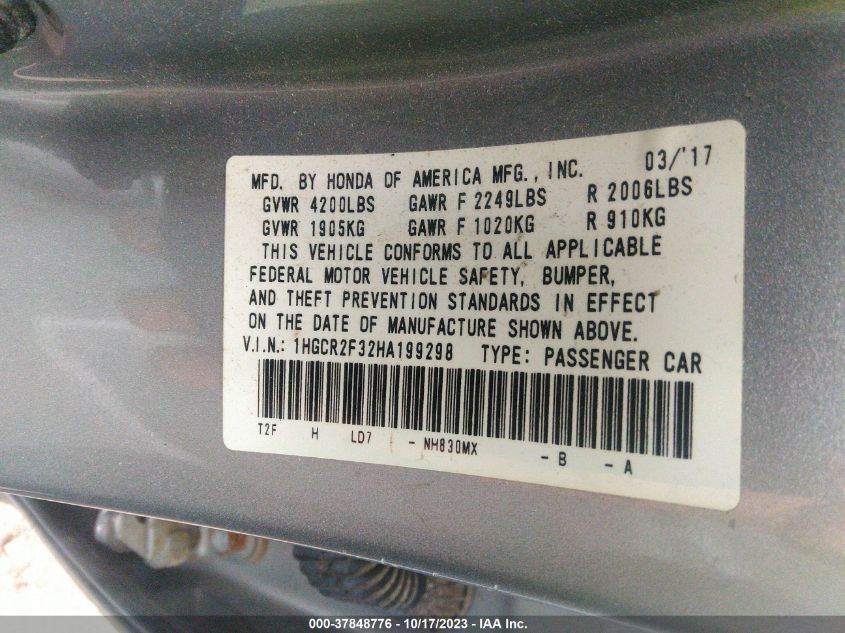 MFD. BY HONDA OF AMERICA MFG., INC. 03/'17
GVWR 4200LBS GAWR F 2249LBS R 2006LBS
GVWR 1905KG GAWR F 1020KG R 910KG
THIS VEHICLE CONFORMS TO ALL APPLICABLE
FEDERAL MOTOR VEHICLE SAFETY, BUMPER,
AND THEFT PREVENTION STANDARDS IN EFFECT
ON THE DATE OF MANUFACTURE SHOWN ABOVE.
V.I.N.: 1HGCR2F32HA199298 TYPE: PASSENGER CAR
T2F H LD7 - NH830MX - B - A
000-37848776 - 10/17/2023 - IAA Inc.